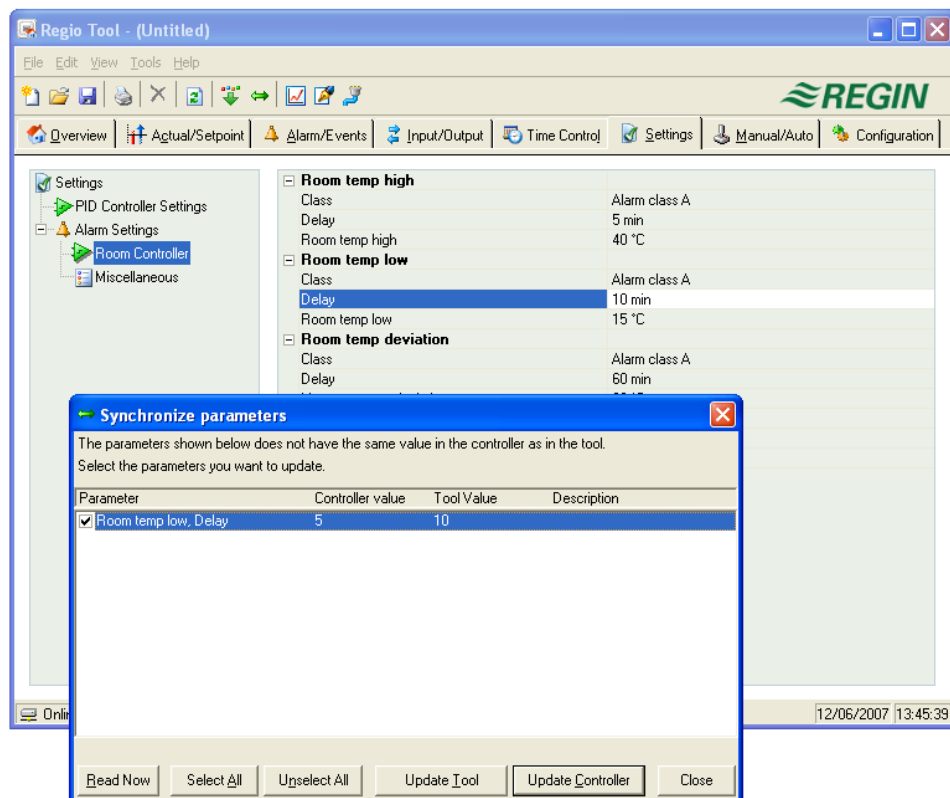 Regio Tool - (Untitled)
File Edit View Tools Help
REGIN
Overview Actual/Setpoint Alarm/Events Input/Output Time Control Settings Manual/Auto Configuration
Settings
PID Controller Settings
Alarm Settings
Room Controller
Miscellaneous
Room temp high
Class Alarm class A
Delay 5 min
Room temp high 40 °C
Room temp low
Class Alarm class A
Delay 10 min
Room temp low 15 °C
Room temp deviation
Class Alarm class A
Delay 60 min
Synchronize parameters
The parameters shown below does not have the same value in the controller as in the tool.
Select the parameters you want to update.
Parameter Controller value Tool Value Description
Room temp low, Delay 5 10
12/06/2007 13:45:39
Read Now Select All Unselect All Update Tool Update Controller Close